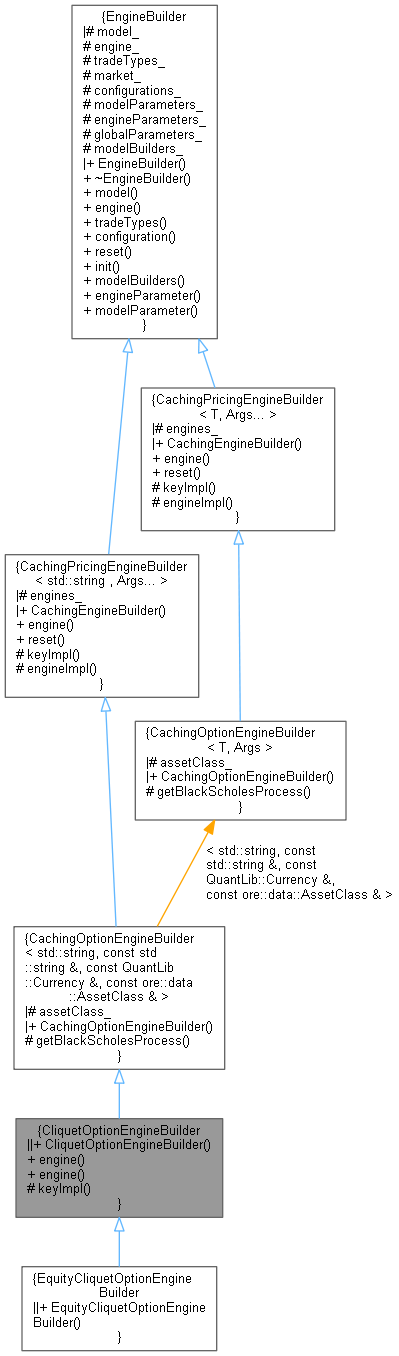 {EngineBuilder
|# model_
# engine_
# tradeTypes_
# market_
# configurations_
# modelParameters_
# engineParameters_
# globalParameters_
# modelBuilders_
|+ EngineBuilder()
+ ~EngineBuilder()
+ model()
+ engine()
+ tradeTypes()
+ configuration()
+ reset()
+ init()
+ modelBuilders()
+ engineParameter()
+ modelParameter()
}
{CachingPricingEngineBuilder
< T, Args... >
|# engines_
|+ CachingEngineBuilder()
+ engine()
+ reset()
# keyImpl()
# engineImpl()
}
{CachingPricingEngineBuilder
< std::string , Args... >
|# engines_
|+ CachingEngineBuilder()
+ engine()
+ reset()
# keyImpl()
# engineImpl()
}
{CachingOptionEngineBuilder
< T, Args >
|# assetClass_
|+ CachingOptionEngineBuilder()
# getBlackScholesProcess()
}
< std::string, const
std::string &, const
QuantLib::Currency &,
const ore::data::AssetClass & >
{CachingOptionEngineBuilder
< std::string, const std
::string &, const QuantLib
::Currency &, const ore::data
::AssetClass & >
|# assetClass_
|+ CachingOptionEngineBuilder()
# getBlackScholesProcess()
}
{CliquetOptionEngineBuilder
||+ CliquetOptionEngineBuilder()
+ engine()
+ engine()
# keyImpl()
}
{EquityCliquetOptionEngine
Builder
||+ EquityCliquetOptionEngine
Builder()
}